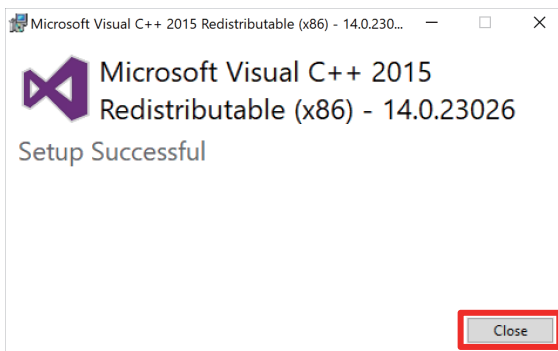 Microsoft Visual C++ 2015 Redistributable (x86) - 14.0.230...
Microsoft Visual C++ 2015
Redistributable (x86) - 14.0.23026
Setup Successful
Close